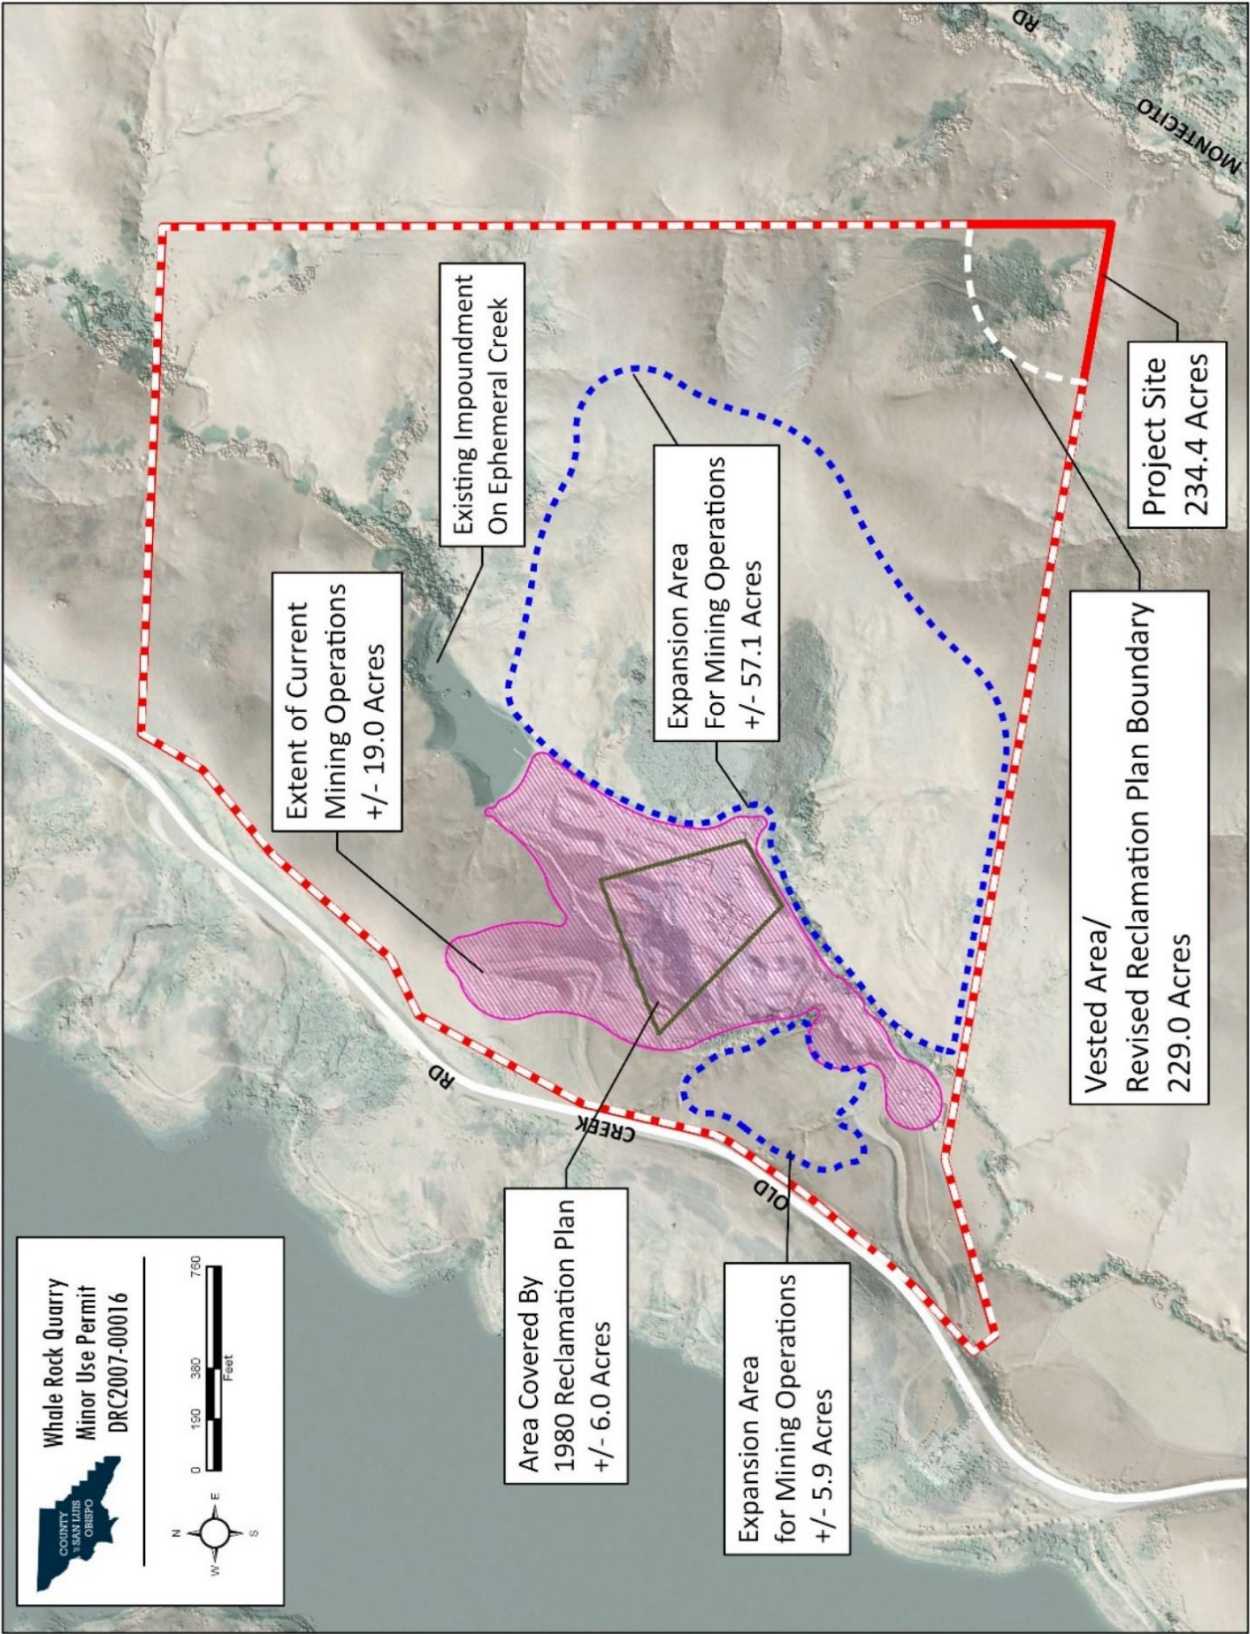 Whale Rock Quarry
Minor Use Permit
DRC2007-00016
COUNTY
OF SAN LUIS
OBISPO
N
W
E
S
0 190 380 760
Feet
Extent of Current
Mining Operations
+/- 19.0 Acres
Existing Impoundment
On Ephemeral Creek
Area Covered By
1980 Reclamation Plan
+/- 6.0 Acres
Expansion Area
For Mining Operations
+/- 57.1 Acres
Expansion Area
for Mining Operations
+/- 5.9 Acres
Vested Area/
Revised Reclamation Plan Boundary
229.0 Acres
Project Site
234.4 Acres
OLD
CREEK
RD
MONTECITO
RD